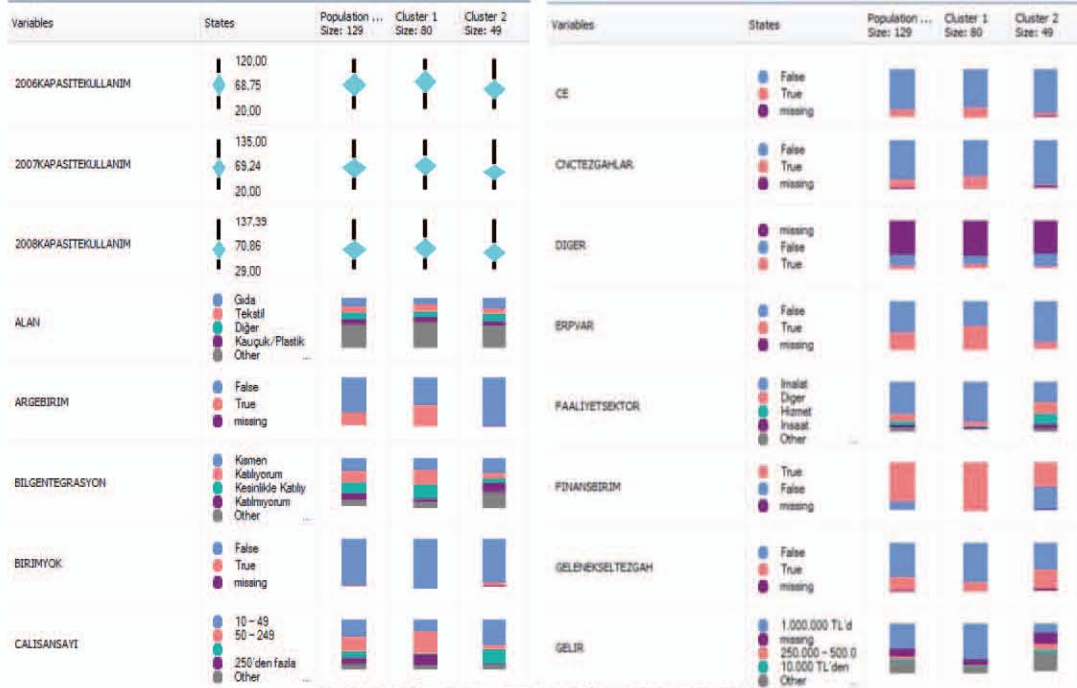 Variables States Population ... Size: 129 Cluster 1 Size: 80 Cluster 2 Size: 49
2006KAPASITEKULLANIM
120,00
68,75
20,00
2007KAPASITEKULLANIM
135,00
69,24
20,00
2008KAPASITEKULLANIM
137,39
70,86
29,00
ALAN
Gıda
Tekstil
Diğer
Kauçuk/Plastik
Other ...
ARGEBIRIM
False
True
missing
BILGENTEGRASYON
Kısmen
Katılıyorum
Kesinlikle Katılıy
Katılmıyorum
Other ...
BIRIMYOK
False
True
missing
CALISANSAYI
10 - 49
50 - 249
250'den fazla
Other
Variables States Population ... Size: 129 Cluster 1 Size: 80 Cluster 2 Size: 49
CE
False
True
missing
CNCTEZGAHLAR
False
True
missing
DIGER
missing
False
True
ERPVAR
False
True
missing
FAALIYETSEKTOR
Imalat
Diger
Hizmet
Insaat
Other ...
FINANSBIRIM
True
False
missing
GELENEKSELTEZGAH
False
True
missing
GELIR
1.000.000 TL'd
missing
250.000 - 500.0
10.000 TL'den
Other ...